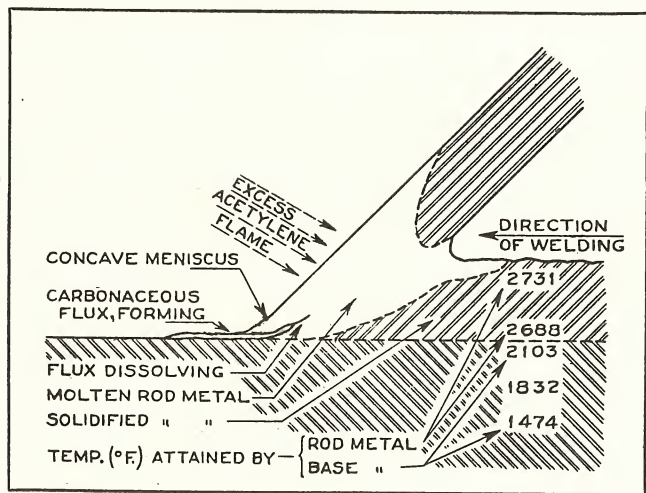 EXCESS
ACETYLENE
FLAME
DIRECTION
OF WELDING
CONCAVE MENISCUS
CARBONACEOUS
FLUX, FORMING
2731
2688
2103
1832
1474
FLUX DISSOLVING
MOLTEN ROD METAL
SOLIDIFIED " "
TEMP. (°F.) ATTAINED BY
ROD METAL
BASE "